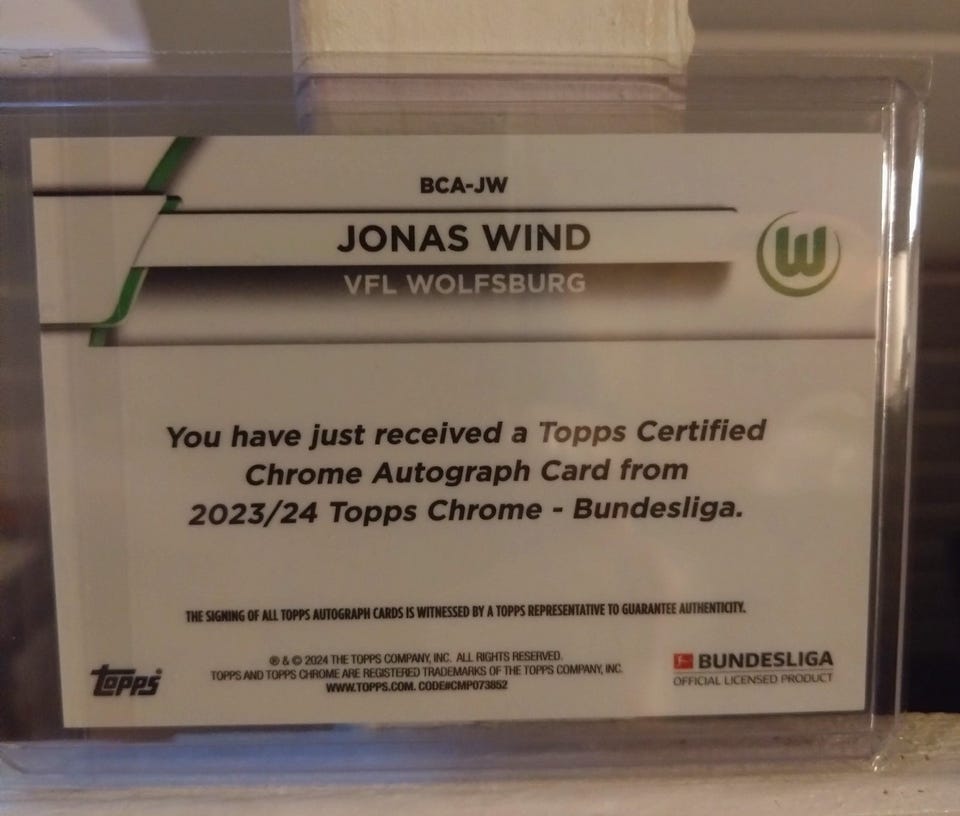 BCA-JW
JONAS WIND
VFL WOLFSBURG
W
You have just received a Topps Certified
Chrome Autograph Card from
2023/24 Topps Chrome - Bundesliga.
THE SIGNING OF ALL TOPPS AUTOGRAPH CARDS IS WITNESSED BY A TOPPS REPRESENTATIVE TO GUARANTEE AUTHENTICITY.
® & © 2024 THE TOPPS COMPANY, INC. ALL RIGHTS RESERVED.
TOPPS AND TOPPS CHROME ARE REGISTERED TRADEMARKS OF THE TOPPS COMPANY, INC.
WWW.TOPPS.COM. CODE#CMP073852
Topps®
BUNDESLIGA
OFFICIAL LICENSED PRODUCT